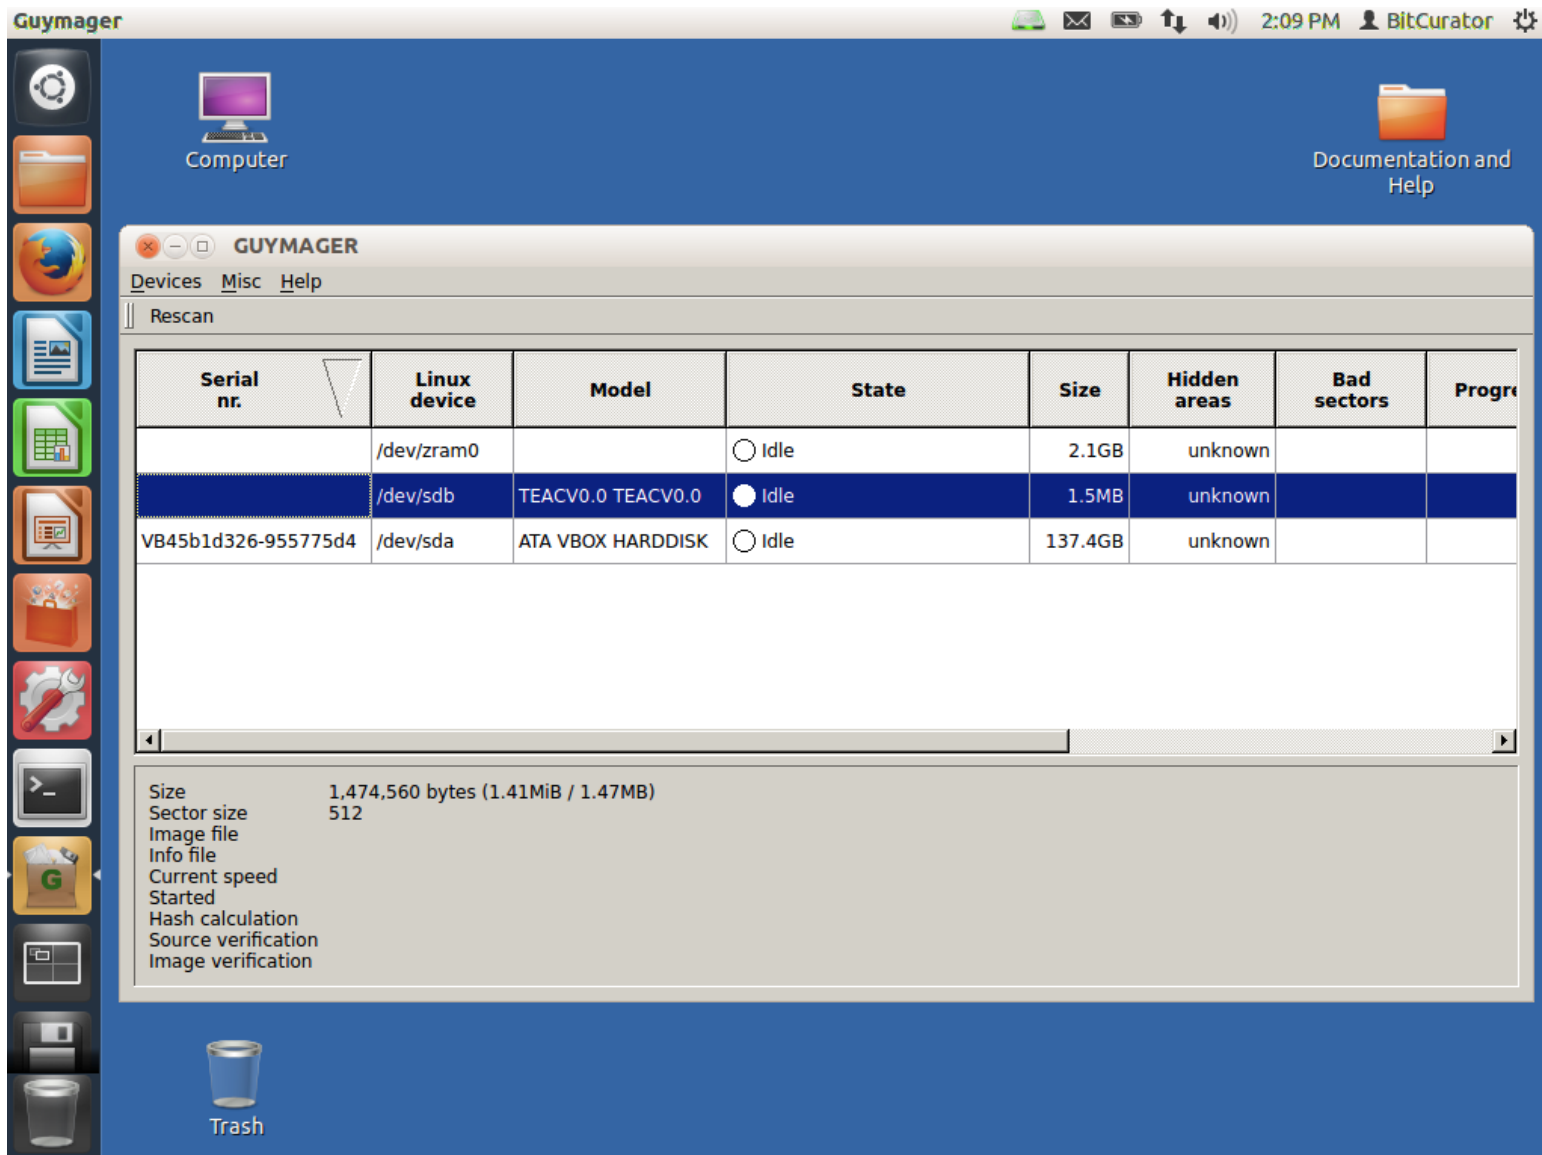 Guymager
2:09 PM BitCurator
Computer
Documentation and
Help
GUYMAGER
Devices Misc Help
Rescan
Serial nr. Linux device Model State Size Hidden areas Bad sectors Progre
/dev/zram0 Idle 2.1GB unknown
/dev/sdb TEACV0.0 TEACV0.0 Idle 1.5MB unknown
VB45b1d326-955775d4 /dev/sda ATA VBOX HARDDISK Idle 137.4GB unknown
Size 1,474,560 bytes (1.41MiB / 1.47MB)
Sector size 512
Image file
Info file
Current speed
Started
Hash calculation
Source verification
Image verification
G
Trash